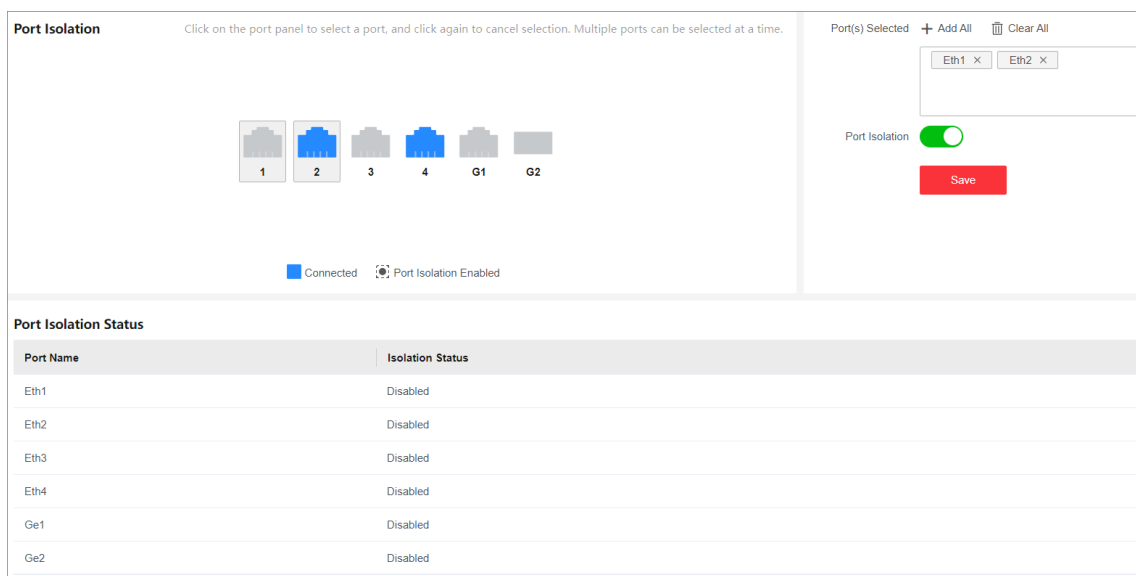 Port Isolation
Click on the port panel to select a port, and click again to cancel selection. Multiple ports can be selected at a time.
1 2 3 4 G1 G2
Connected Port Isolation Enabled
Port(s) Selected + Add All Clear All
Eth1 × Eth2 ×
Port Isolation
Save
Port Isolation Status
Port Name Isolation Status
Eth1 Disabled
Eth2 Disabled
Eth3 Disabled
Eth4 Disabled
Ge1 Disabled
Ge2 Disabled